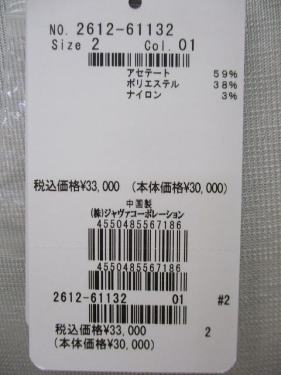 NO. 2612-61132
Size 2 Col. 01
アセテート 59%
ポリエステル 38%
ナイロン 3%
税込価格¥33,000 (本体価格¥30,000)
中国製
(株)ジャヴァコーポレーション
4550485567186
4550485567186
2612-61132 01 #2
税込価格¥33,000 2
(本体価格¥30,000)